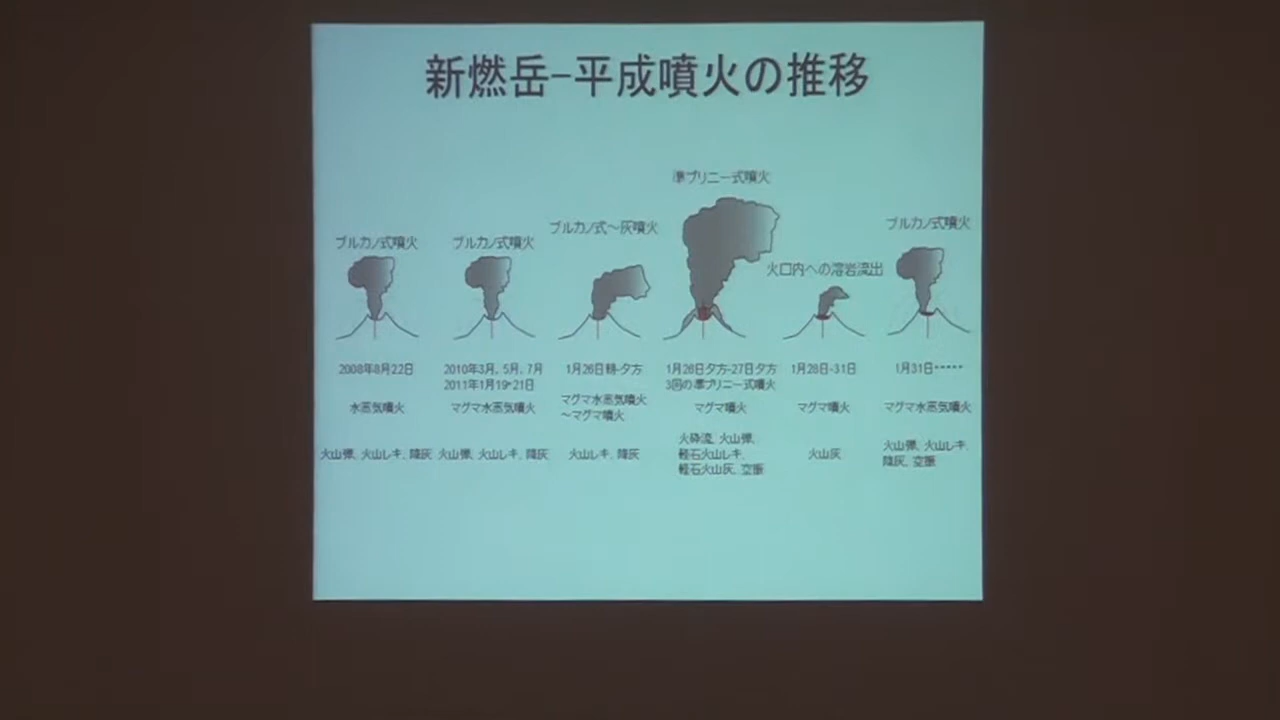 新燃岳−平成噴火の推移
準プリニー式噴火
ブルカノ式噴火
ブルカノ式噴火
ブルカノ式～灰噴火
火口内への溶岩流出
ブルカノ式噴火
2008年8月22日
2010年3月、5月、7月
2011年1月19-21日
1月26日朝-夕方
1月26日夕方-27日夕方
3回の準プリニー式噴火
1月28日-31日
1月31日-----
水蒸気噴火
マグマ水蒸気噴火
マグマ水蒸気噴火
～マグマ噴火
マグマ噴火
マグマ噴火
マグマ水蒸気噴火
火山弾、火山レキ、降灰
火山弾、火山レキ、降灰
火山レキ、降灰
火砕流、火山弾、
軽石火山レキ、
軽石火山灰、空振
火山灰
火山弾、火山レキ、
降灰、空振